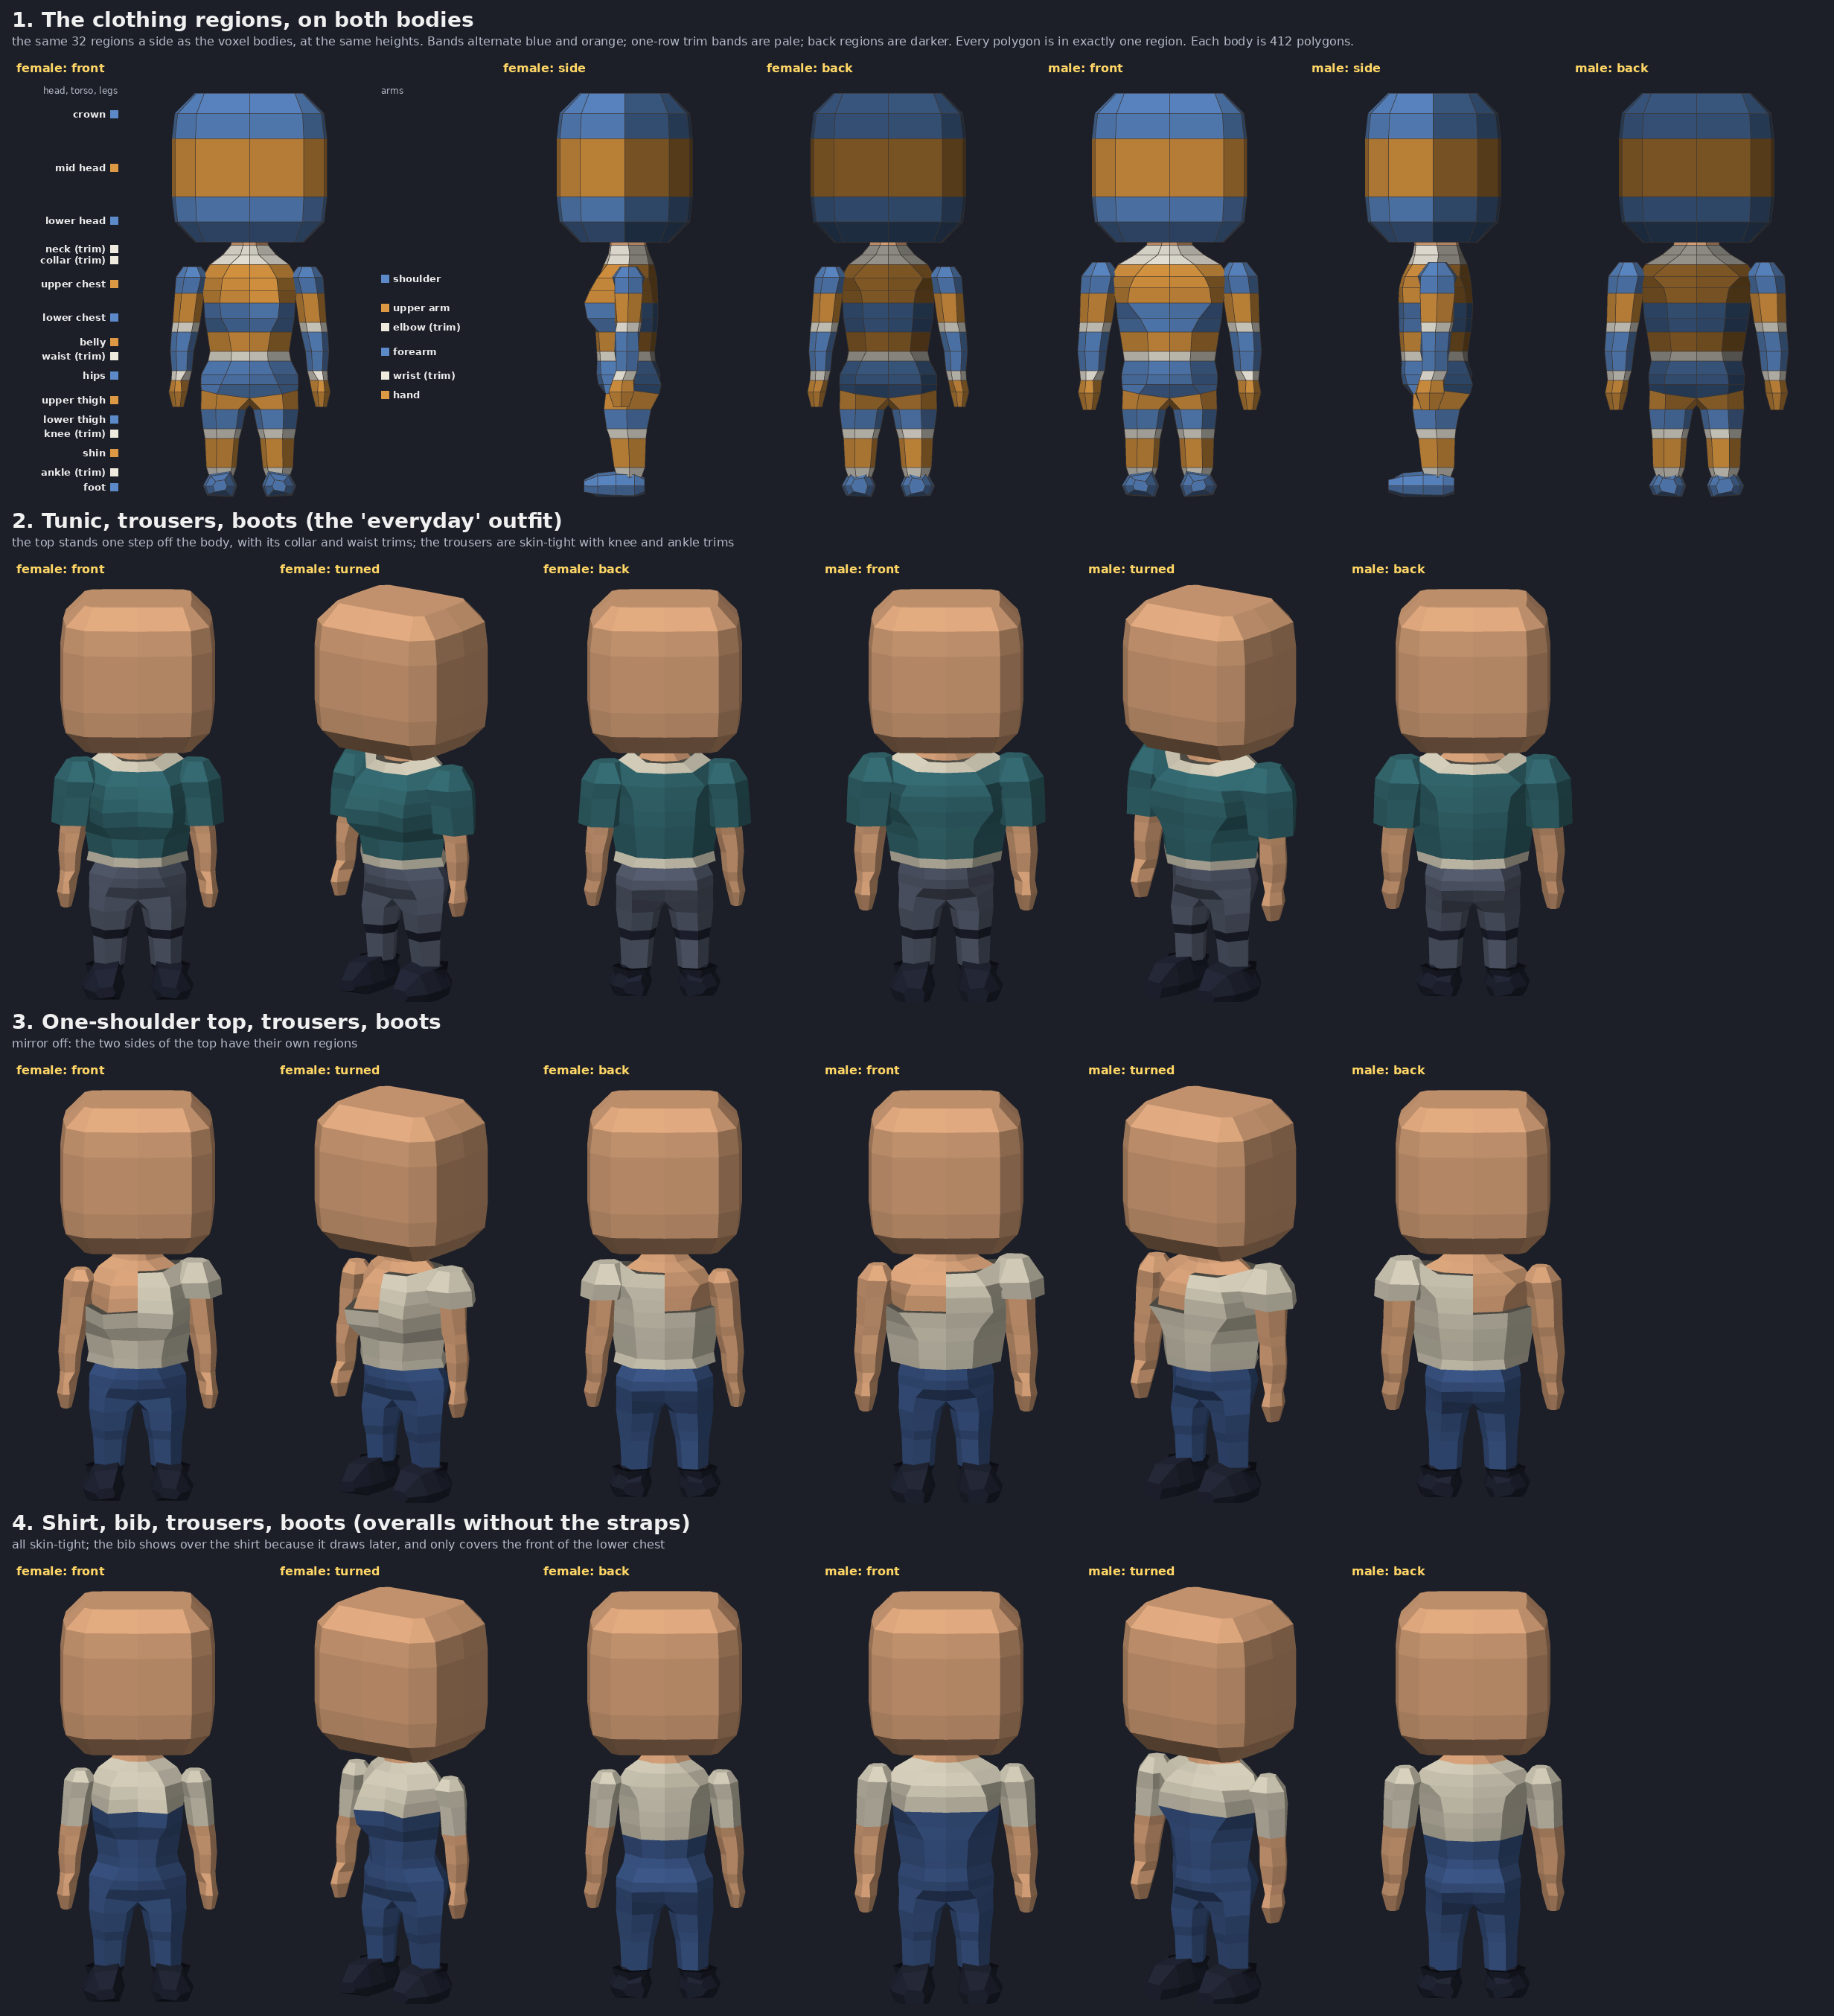 1. The clothing regions, on both bodies
the same 32 regions a side as the voxel bodies, at the same heights. Bands alternate blue and orange; one-row trim bands are pale; back regions are darker. Every polygon is in exactly one region. Each body is 412 polygons.
female: front female: side female: back male: front male: side male: back
head, torso, legs arms
crown
mid head
lower head
neck (trim)
collar (trim)
upper chest
lower chest
belly
waist (trim)
hips
upper thigh
lower thigh
knee (trim)
shin
ankle (trim)
foot
shoulder
upper arm
elbow (trim)
forearm
wrist (trim)
hand
2. Tunic, trousers, boots (the 'everyday' outfit)
the top stands one step off the body, with its collar and waist trims; the trousers are skin-tight with knee and ankle trims
female: front female: turned female: back male: front male: turned male: back
3. One-shoulder top, trousers, boots
mirror off: the two sides of the top have their own regions
female: front female: turned female: back male: front male: turned male: back
4. Shirt, bib, trousers, boots (overalls without the straps)
all skin-tight; the bib shows over the shirt because it draws later, and only covers the front of the lower chest
female: front female: turned female: back male: front male: turned male: back